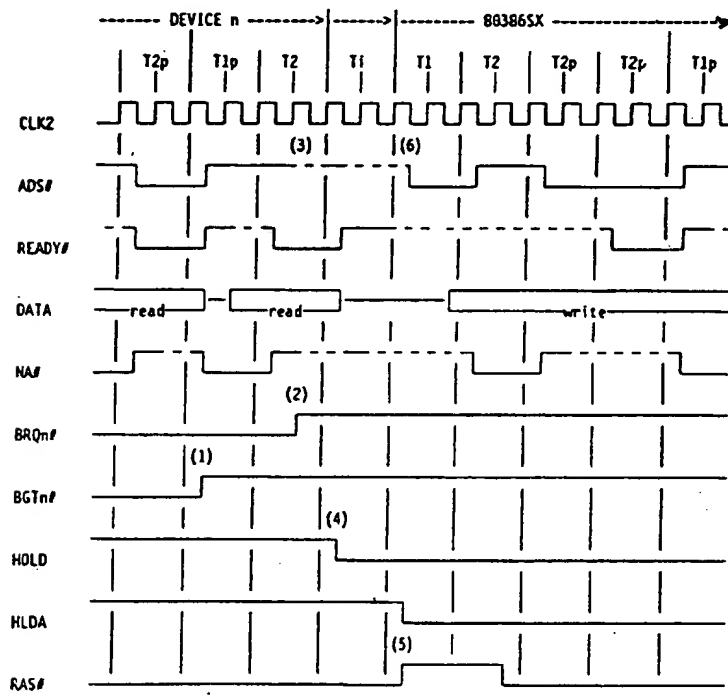 DEVICE n 80386SX
T2p T1p T2 Ti T1 T2 T2p T2p T1p
CLK2
(3) (6)
ADS#
READY#
DATA read read write
NA#
(2)
BRQn#
(1)
BGTn#
(4)
HOLD
HLDA
(5)
RAS#